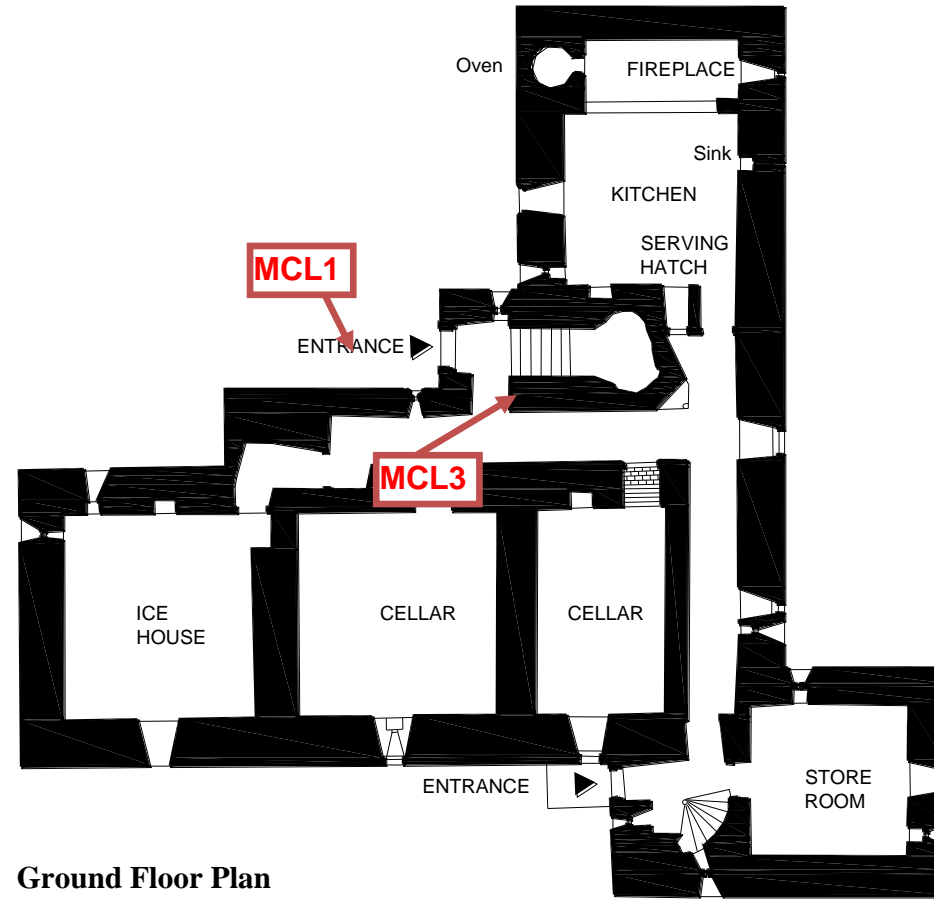 Oven
FIREPLACE
Sink
KITCHEN
SERVING
HATCH
MCL1
ENTRANCE
MCL3
ICE
HOUSE
CELLAR
CELLAR
ENTRANCE
STORE
ROOM
Ground Floor Plan